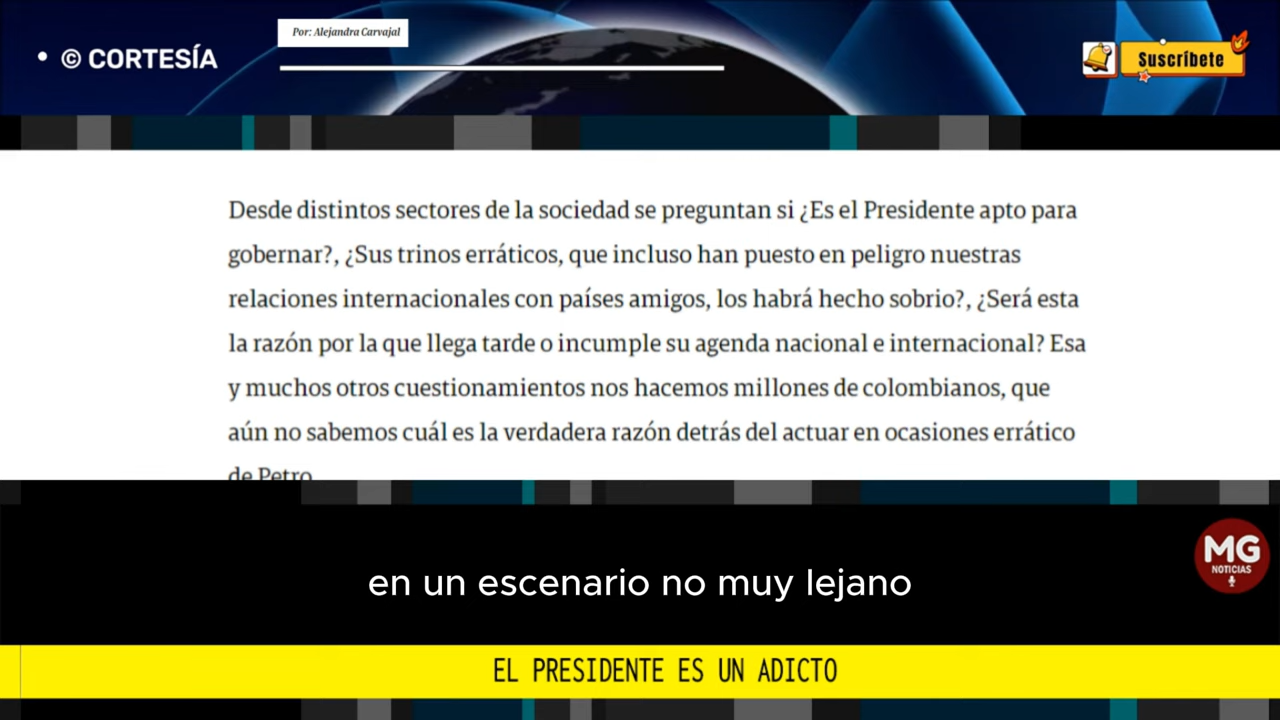 Por: Alejandra Carvajal
• © CORTESÍA
Suscríbete
Desde distintos sectores de la sociedad se preguntan si ¿Es el Presidente apto para
gobernar?, ¿Sus trinos erráticos, que incluso han puesto en peligro nuestras
relaciones internacionales con países amigos, los habrá hecho sobrio?, ¿Será esta
la razón por la que llega tarde o incumple su agenda nacional e internacional? Esa
y muchos otros cuestionamientos nos hacemos millones de colombianos, que
aún no sabemos cuál es la verdadera razón detrás del actuar en ocasiones errático
de Petro
MG
NOTICIAS
en un escenario no muy lejano
EL PRESIDENTE ES UN ADICTO